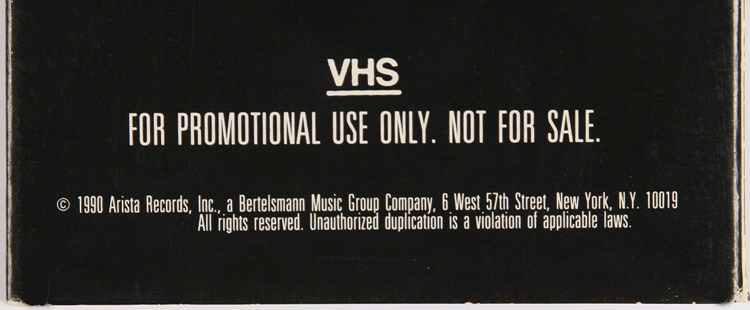 VHS
FOR PROMOTIONAL USE ONLY. NOT FOR SALE.
© 1990 Arista Records, Inc., a Bertelsmann Music Group Company, 6 West 57th Street, New York, N.Y. 10019
All rights reserved. Unauthorized duplication is a violation of applicable laws.